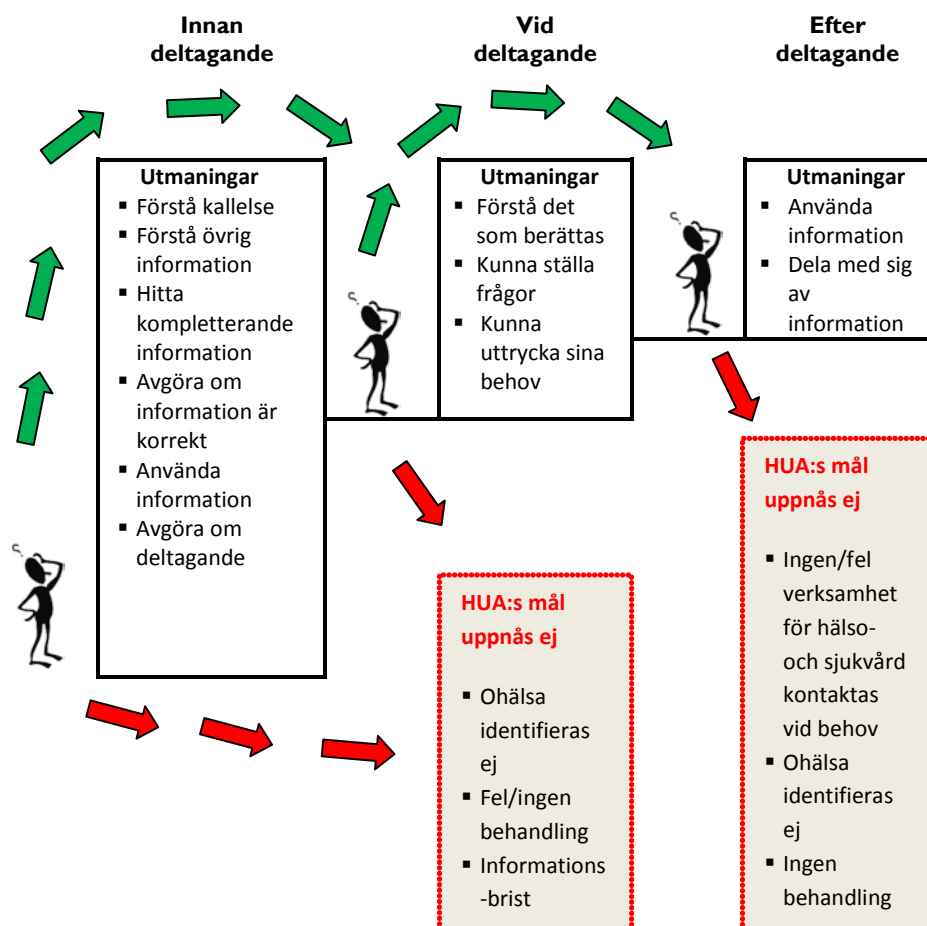 Innan
deltagande
Vid
deltagande
Efter
deltagande
Utmaningar
▪ Förstå kallelse
▪ Förstå övrig
information
▪ Hitta
kompletterande
information
▪ Avgöra om
information är
korrekt
▪ Använda
information
▪ Avgöra om
deltagande
Utmaningar
▪ Förstå det
som berättas
▪ Kunna ställa
frågor
▪ Kunna
uttrycka sina
behov
Utmaningar
▪ Använda
information
▪ Dela med sig
av
information
HUA:s mål
uppnås ej
▪ Ohälsa
identifieras
ej
▪ Fel/ingen
behandling
▪ Informations
-brist
HUA:s mål
uppnås ej
▪ Ingen/fel
verksamhet
för hälso-
och sjukvård
kontaktas
vid behov
▪ Ohälsa
identifieras
ej
▪ Ingen
behandling